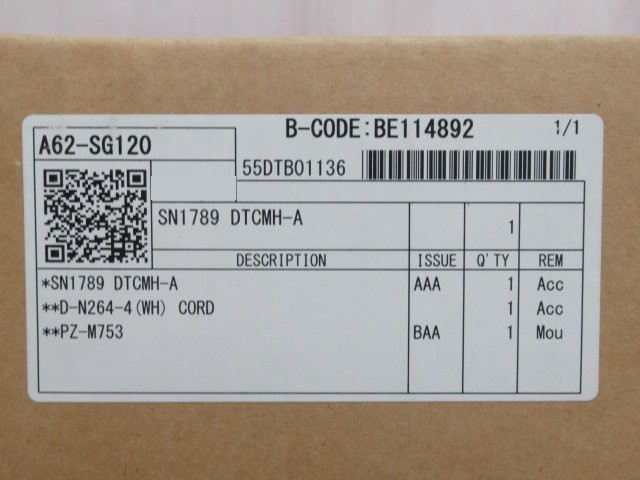 B-CODE:BE114892 1/1
A62-SG120
55DTB01136
SN1789 DTCMH-A 1
DESCRIPTION ISSUE Q'TY REM
*SN1789 DTCMH-A AAA 1 Acc
**D-N264-4(WH) CORD 1 Acc
**PZ-M753 BAA 1 Mou